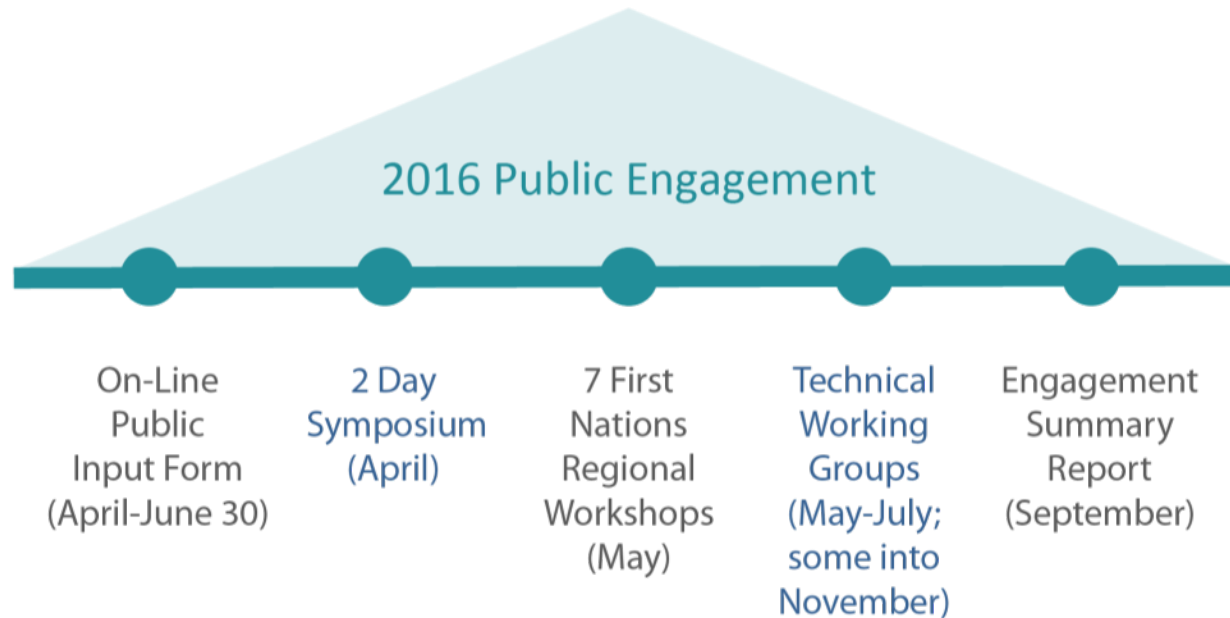 2016 Public Engagement
On-Line
Public
Input Form
(April-June 30)
2 Day
Symposium
(April)
7 First
Nations
Regional
Workshops
(May)
Technical
Working
Groups
(May-July;
some into
November)
Engagement
Summary
Report
(September)